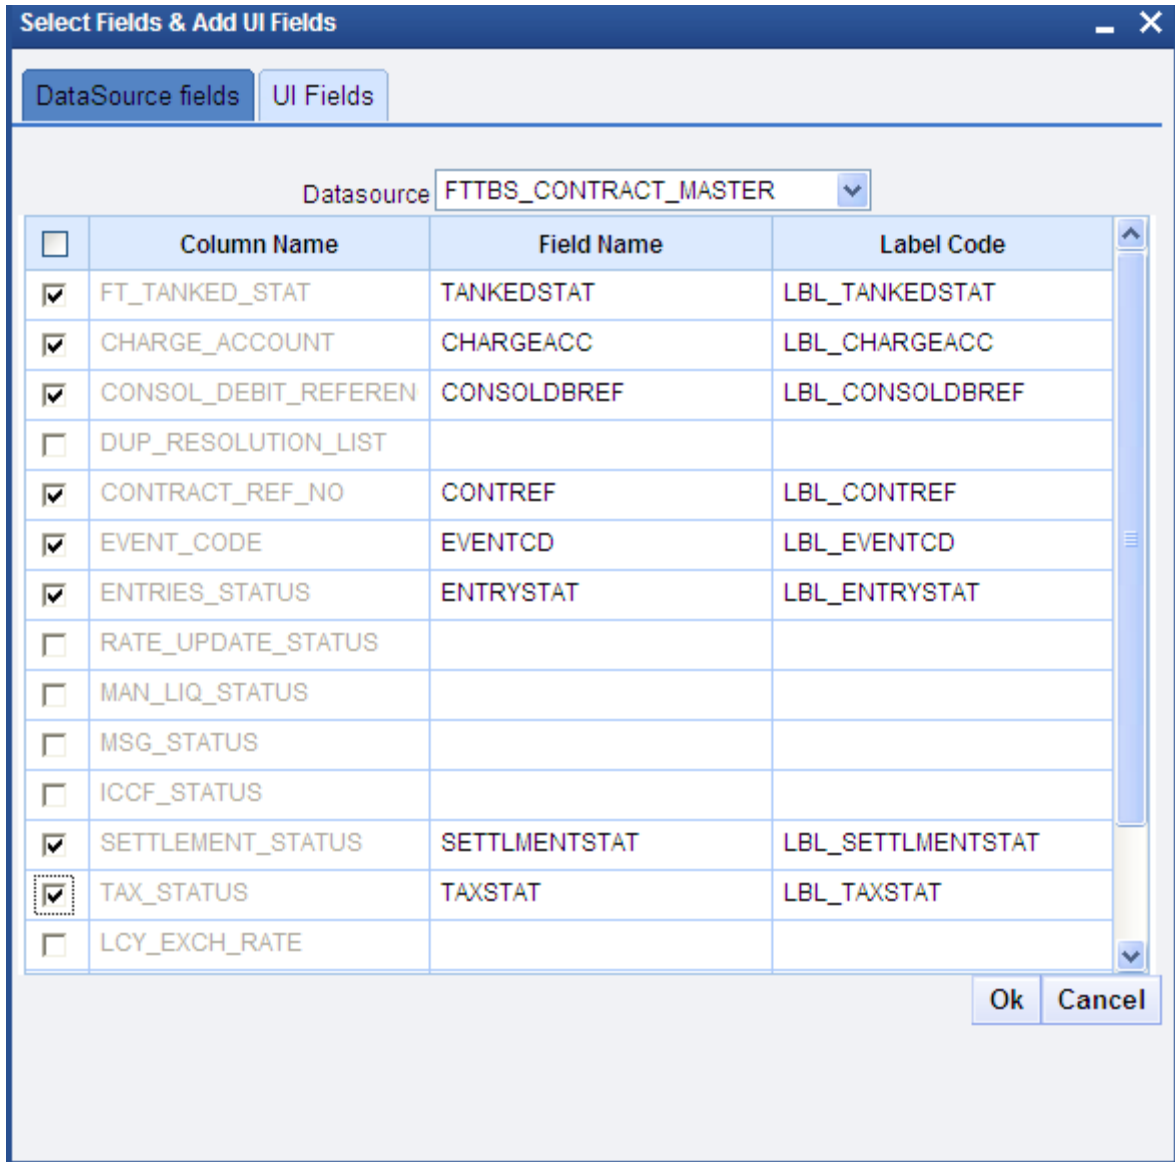 Select Fields & Add UI Fields
DataSource fields UI Fields
Datasource FTTBS_CONTRACT_MASTER
Column Name Field Name Label Code
FT_TANKED_STAT TANKEDSTAT LBL_TANKEDSTAT
CHARGE_ACCOUNT CHARGEACC LBL_CHARGEACC
CONSOL_DEBIT_REFEREN CONSOLDBREF LBL_CONSOLDBREF
DUP_RESOLUTION_LIST
CONTRACT_REF_NO CONTREF LBL_CONTREF
EVENT_CODE EVENTCD LBL_EVENTCD
ENTRIES_STATUS ENTRYSTAT LBL_ENTRYSTAT
RATE_UPDATE_STATUS
MAN_LIQ_STATUS
MSG_STATUS
ICCF_STATUS
SETTLEMENT_STATUS SETTLMENTSTAT LBL_SETTLMENTSTAT
TAX_STATUS TAXSTAT LBL_TAXSTAT
LCY_EXCH_RATE
Ok Cancel